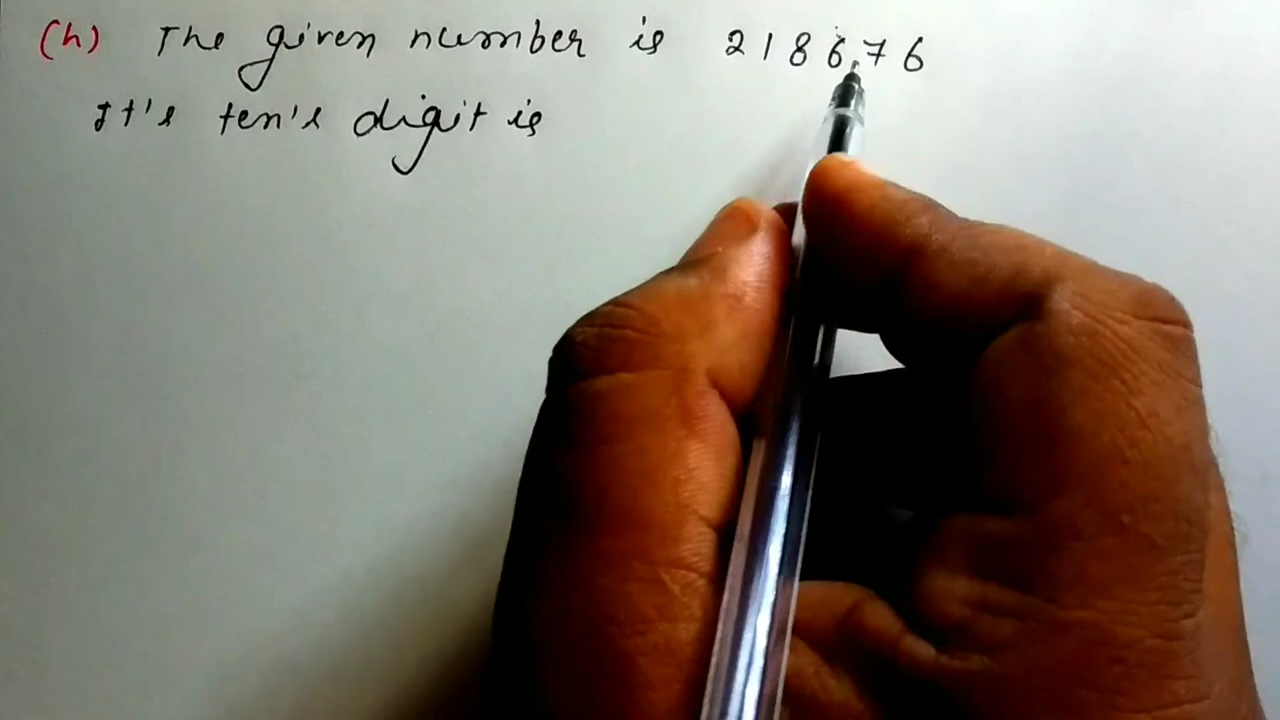 (h) The given number is 218676
It's ten's digit is